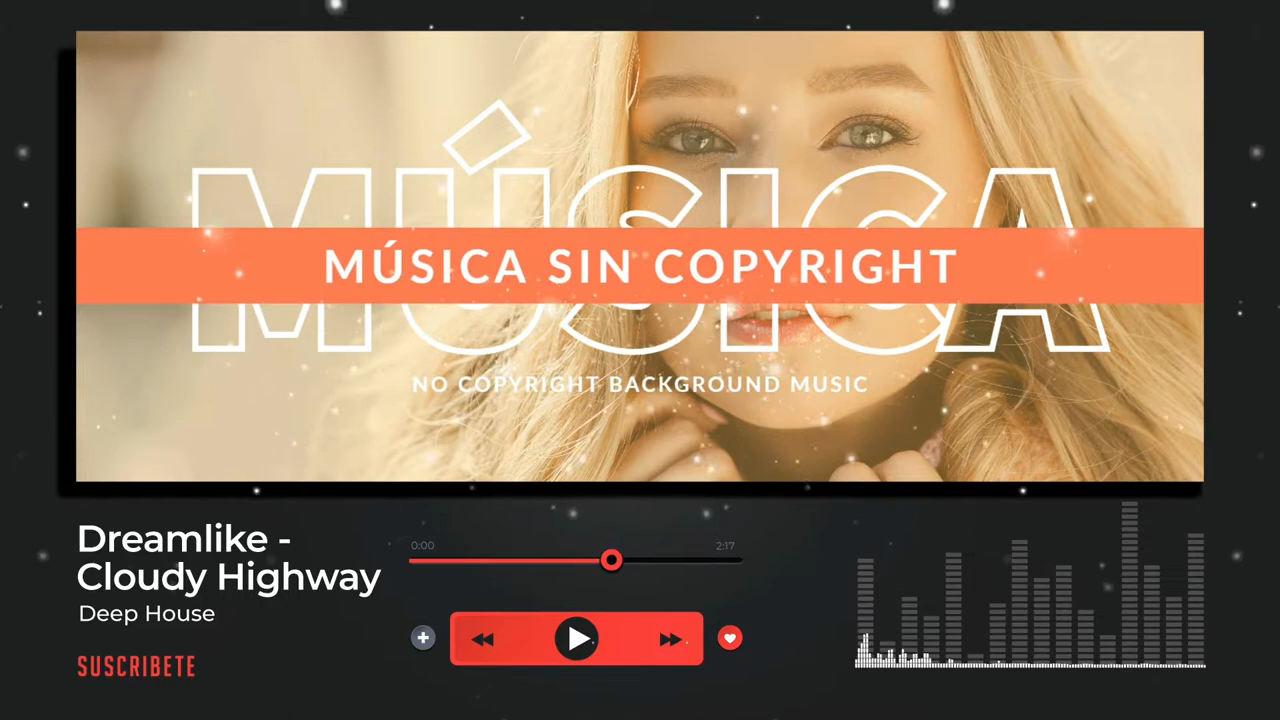 MÚSICA
MÚSICA SIN COPYRIGHT
NO COPYRIGHT BACKGROUND MUSIC
Dreamlike -
Cloudy Highway
Deep House
SUSCRIBETE
0:00 2:17